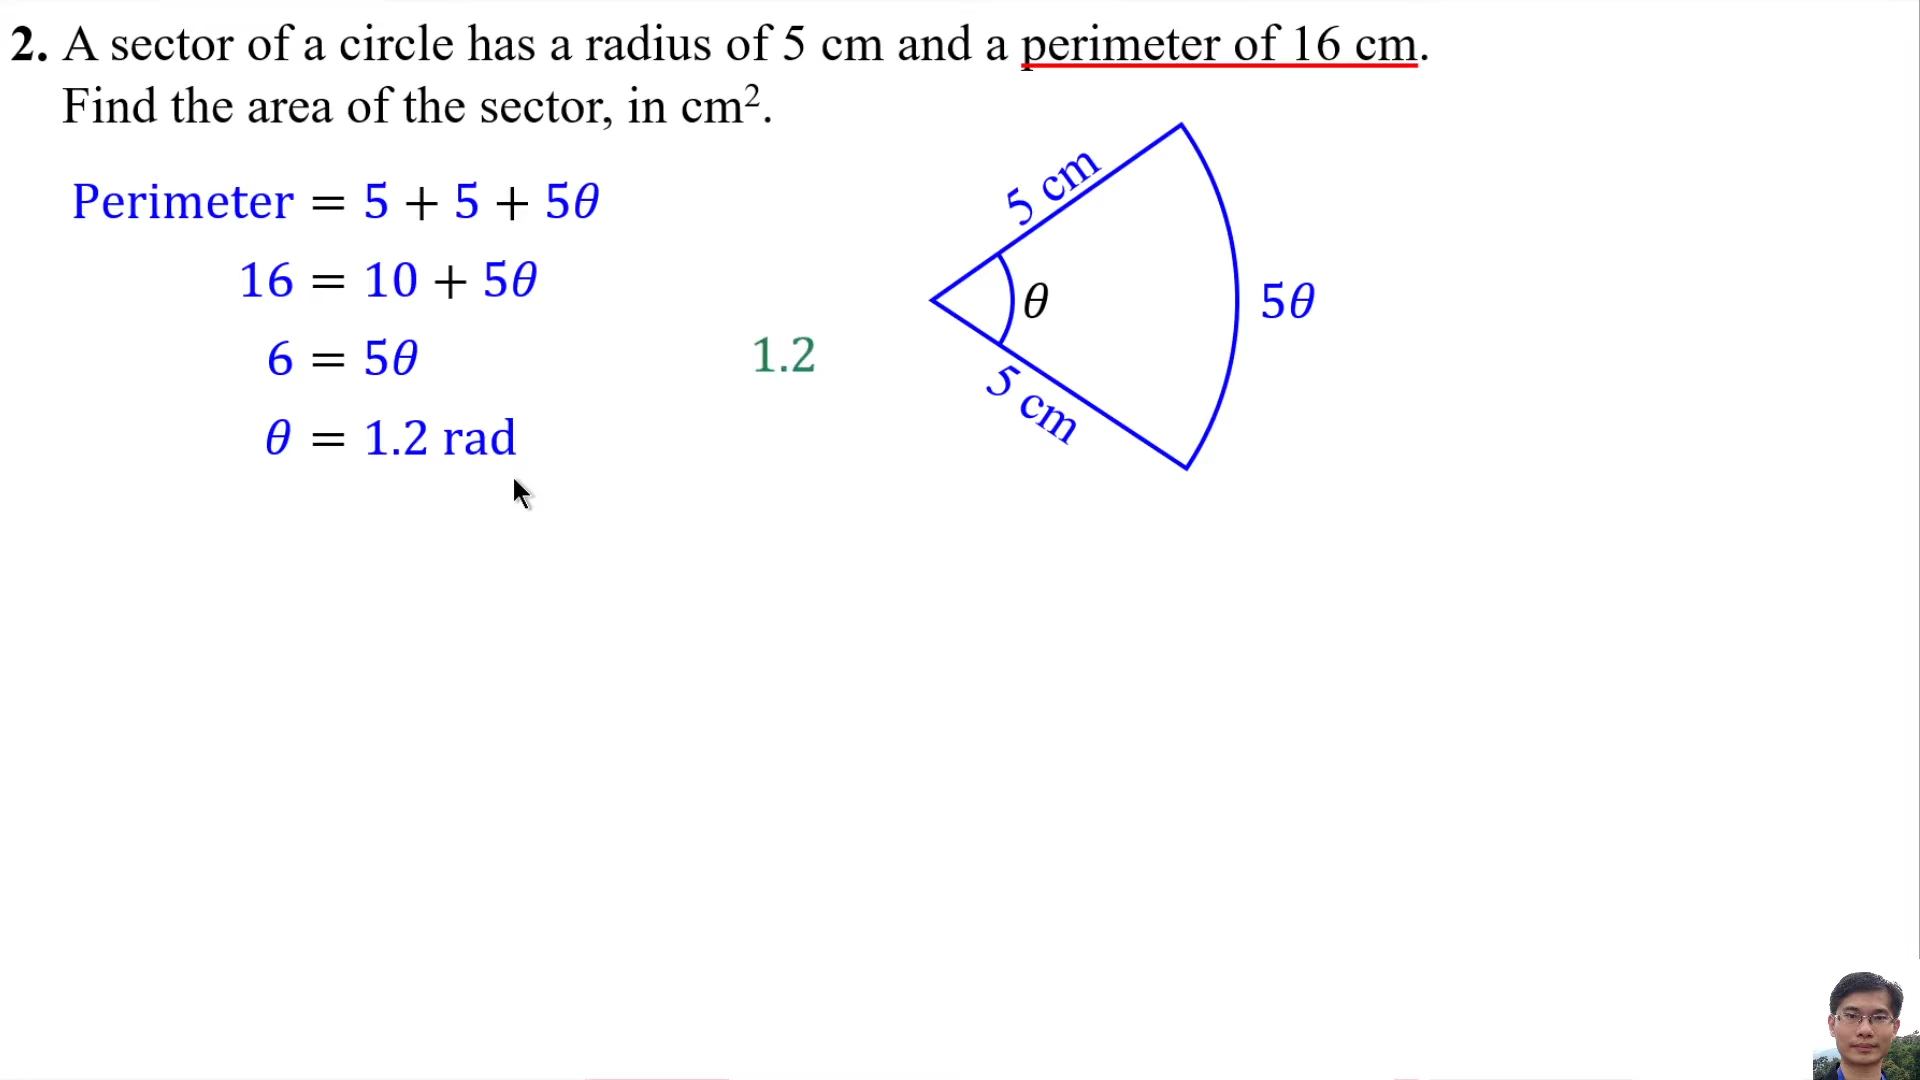 2. A sector of a circle has a radius of 5 cm and a perimeter of 16 cm.
Find the area of the sector, in cm².
Perimeter = 5 + 5 + 5θ
16 = 10 + 5θ
6 = 5θ
1.2
θ = 1.2 rad
5 cm
θ
5θ
5 cm